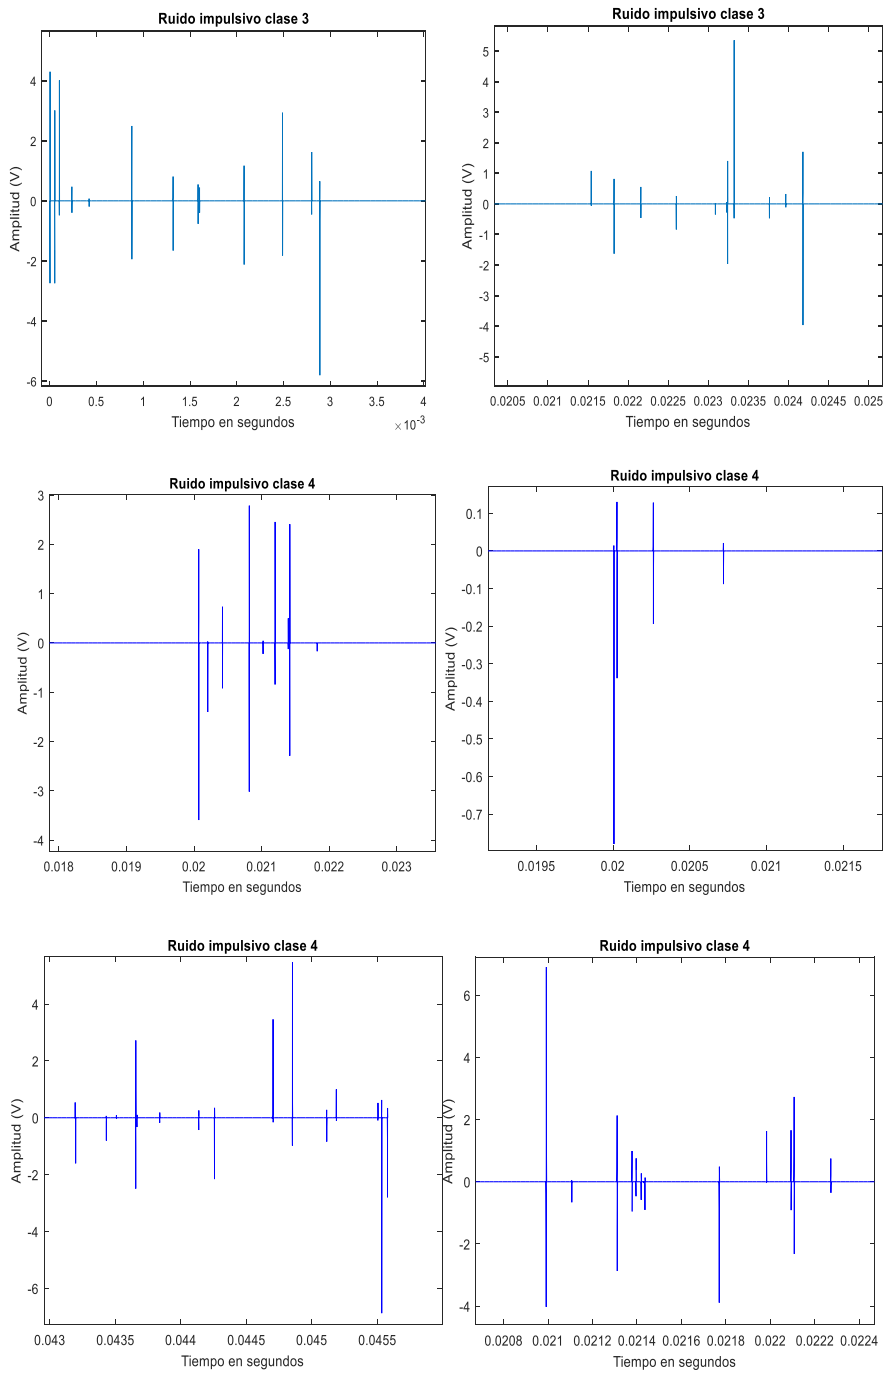 Ruido impulsivo clase 3
Amplitud (V)
4
2
0
-2
-4
-6
0 0.5 1 1.5 2 2.5 3 3.5 4
×10-3
Tiempo en segundos
Ruido impulsivo clase 3
Amplitud (V)
5
4
3
2
1
0
-1
-2
-3
-4
-5
0.0205 0.021 0.0215 0.022 0.0225 0.023 0.0235 0.024 0.0245 0.025
Tiempo en segundos
Ruido impulsivo clase 4
Amplitud (V)
3
2
1
0
-1
-2
-3
-4
0.018 0.019 0.02 0.021 0.022 0.023
Tiempo en segundos
Ruido impulsivo clase 4
Amplitud (V)
0.1
0
-0.1
-0.2
-0.3
-0.4
-0.5
-0.6
-0.7
0.0195 0.02 0.0205 0.021 0.0215
Tiempo en segundos
Ruido impulsivo clase 4
Amplitud (V)
4
2
0
-2
-4
-6
0.043 0.0435 0.044 0.0445 0.045 0.0455
Tiempo en segundos
Ruido impulsivo clase 4
Amplitud (V)
6
4
2
0
-2
-4
0.0208 0.021 0.0212 0.0214 0.0216 0.0218 0.022 0.0222 0.0224
Tiempo en segundos